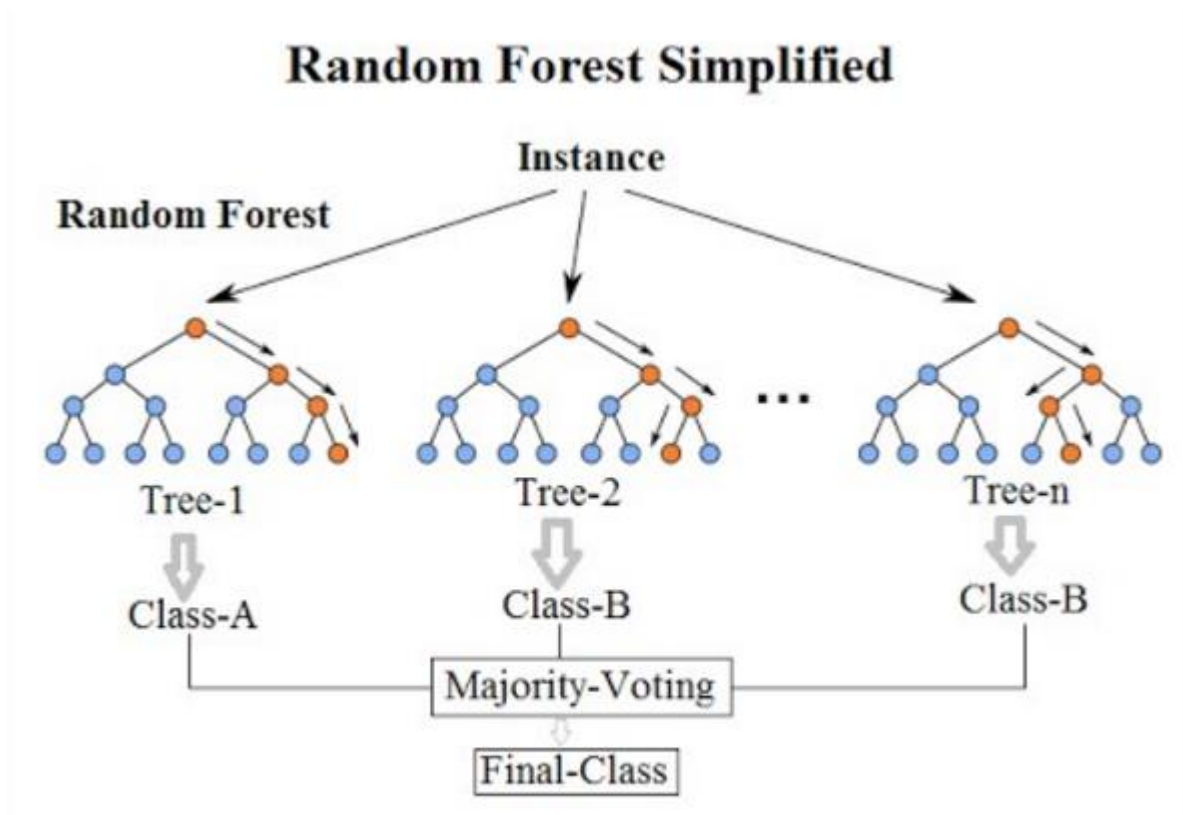 Random Forest Simplified
Instance
Random Forest
...
Tree-1
Tree-2
Tree-n
Class-A
Class-B
Class-B
Majority-Voting
Final-Class